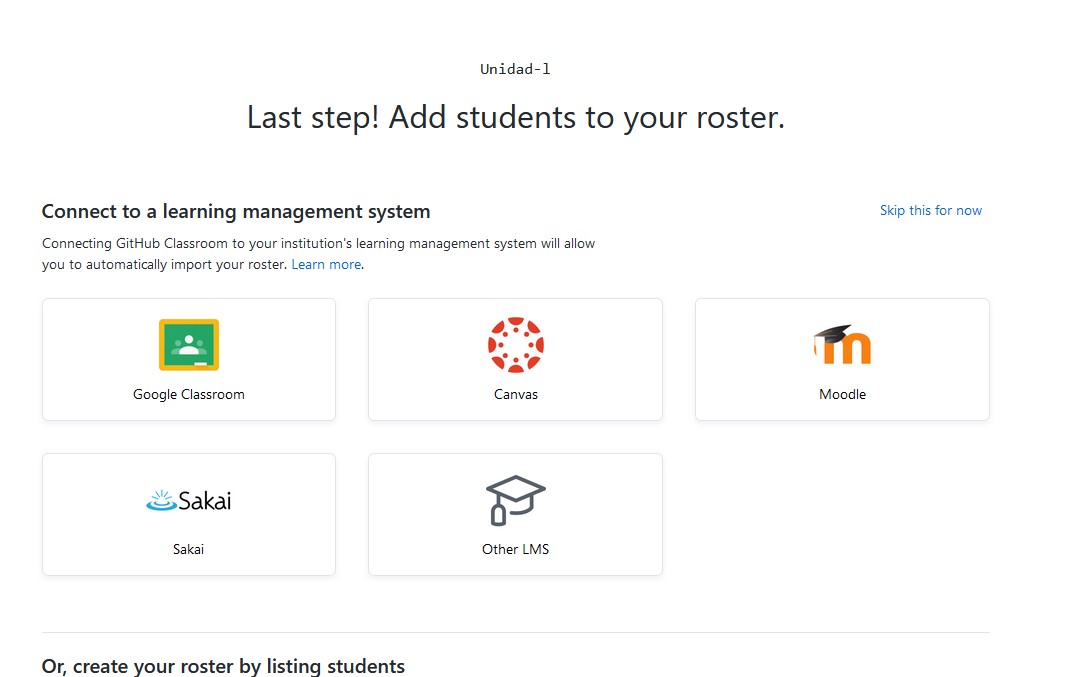 Unidad-1
Last step! Add students to your roster.
Connect to a learning management system
Skip this for now
Connecting GitHub Classroom to your institution's learning management system will allow
you to automatically import your roster. Learn more.
Google Classroom
Canvas
m
Moodle
Sakai
Sakai
Other LMS
Or, create your roster by listing students